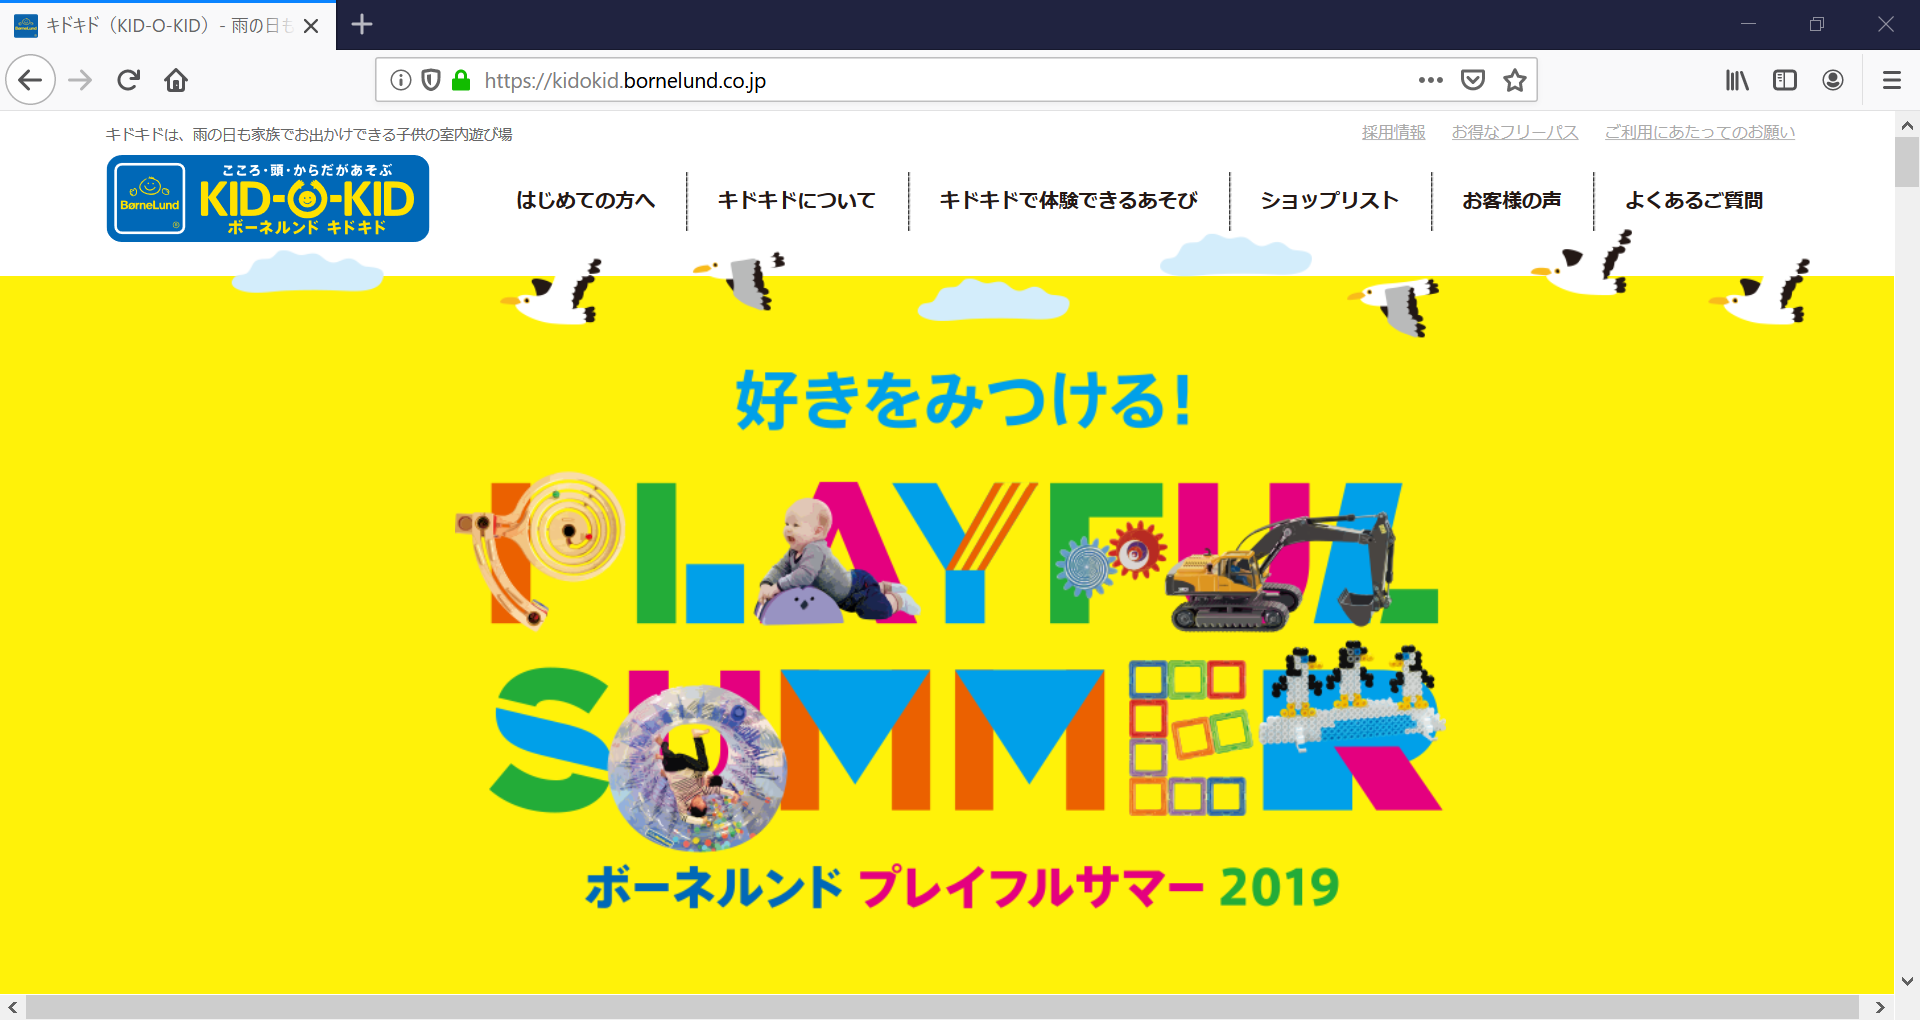 キドキド（KID-O-KID）- 雨の日も
https://kidokid.bornelund.co.jp
キドキドは、雨の日も家族でお出かけできる子供の室内遊び場
採用情報 お得なフリーパス ご利用にあたってのお願い
こころ・頭・からだがあそぶ
BørneLund
KID-O-KID
ボーネルンド キドキド
はじめての方へ キドキドについて キドキドで体験できるあそび ショップリスト お客様の声 よくあるご質問
好きをみつける!
PLAYFUL
SUMMER
ボーネルンド プレイフルサマー 2019